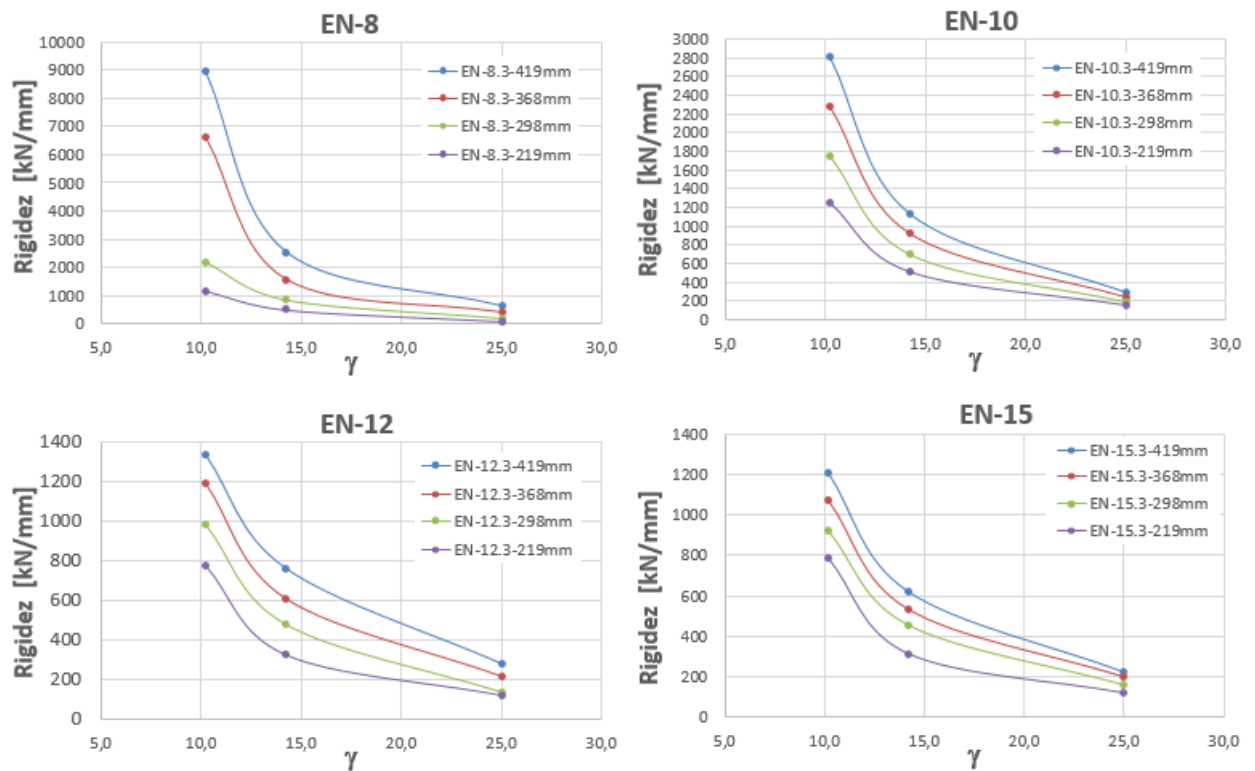 EN-8
Rigidez [kN/mm]
10000
9000
8000
7000
6000
5000
4000
3000
2000
1000
0
5,0 10,0 15,0 20,0 25,0 30,0
γ
EN-8.3-419mm
EN-8.3-368mm
EN-8.3-298mm
EN-8.3-219mm
EN-10
Rigidez [kN/mm]
3000
2800
2600
2400
2200
2000
1800
1600
1400
1200
1000
800
600
400
200
0
5,0 10,0 15,0 20,0 25,0 30,0
γ
EN-10.3-419mm
EN-10.3-368mm
EN-10.3-298mm
EN-10.3-219mm
EN-12
Rigidez [kN/mm]
1400
1200
1000
800
600
400
200
0
5,0 10,0 15,0 20,0 25,0 30,0
γ
EN-12.3-419mm
EN-12.3-368mm
EN-12.3-298mm
EN-12.3-219mm
EN-15
Rigidez [kN/mm]
1400
1200
1000
800
600
400
200
0
5,0 10,0 15,0 20,0 25,0 30,0
γ
EN-15.3-419mm
EN-15.3-368mm
EN-15.3-298mm
EN-15.3-219mm